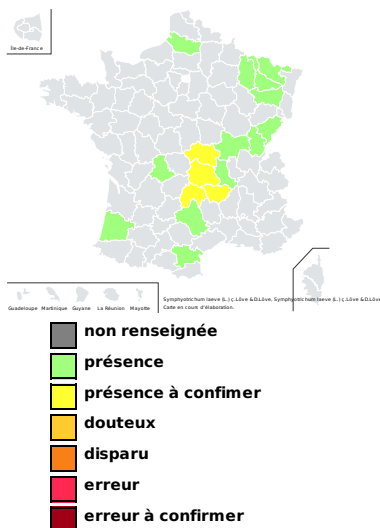 Île-de-France
Guadeloupe Martinique Guyane La Réunion Mayotte
Symphyotrichum laeve (L.) Ç.Löve & D.Löve, Symphyotrichum laeve (L.) Ç.Löve & D.Löve
Carte en cours d'élaboration.
non renseignée
présence
présence à confimer
douteux
disparu
erreur
erreur à confirmer